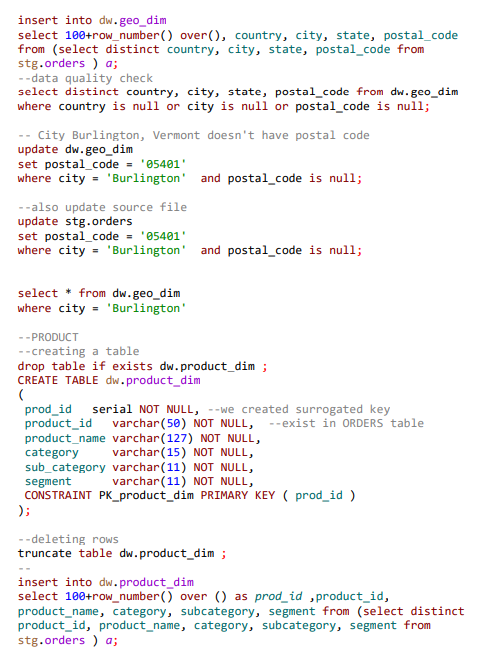 insert into dw.geo_dim
select 100+row_number() over(), country, city, state, postal_code
from (select distinct country, city, state, postal_code from
stg.orders ) a;
--data quality check
select distinct country, city, state, postal_code from dw.geo_dim
where country is null or city is null or postal_code is null;

-- City Burlington, Vermont doesn't have postal code
update dw.geo_dim
set postal_code = '05401'
where city = 'Burlington'  and postal_code is null;

--also update source file
update stg.orders
set postal_code = '05401'
where city = 'Burlington'  and postal_code is null;

select * from dw.geo_dim
where city = 'Burlington'

--PRODUCT
--creating a table
drop table if exists dw.product_dim ;
CREATE TABLE dw.product_dim
(
 prod_id   serial NOT NULL, --we created surrogated key
 product_id   varchar(50) NOT NULL,  --exist in ORDERS table
 product_name varchar(127) NOT NULL,
 category     varchar(15) NOT NULL,
 sub_category varchar(11) NOT NULL,
 segment      varchar(11) NOT NULL,
 CONSTRAINT PK_product_dim PRIMARY KEY ( prod_id )
);

--deleting rows
truncate table dw.product_dim ;
--
insert into dw.product_dim
select 100+row_number() over () as prod_id ,product_id,
product_name, category, subcategory, segment from (select distinct
product_id, product_name, category, subcategory, segment from
stg.orders ) a;